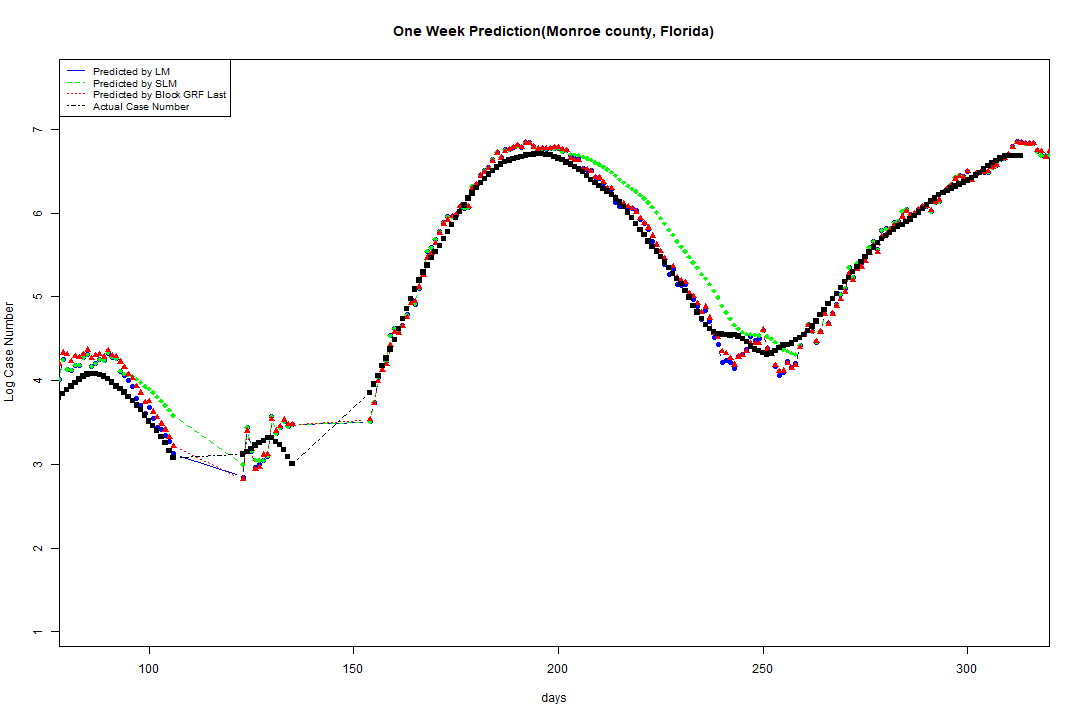 One Week Prediction(Monroe county, Florida)
Predicted by LM
Predicted by SLM
Predicted by Block GRF Last
Actual Case Number
7
6
5
4
3
2
1
Log Case Number
100 150 200 250 300
days